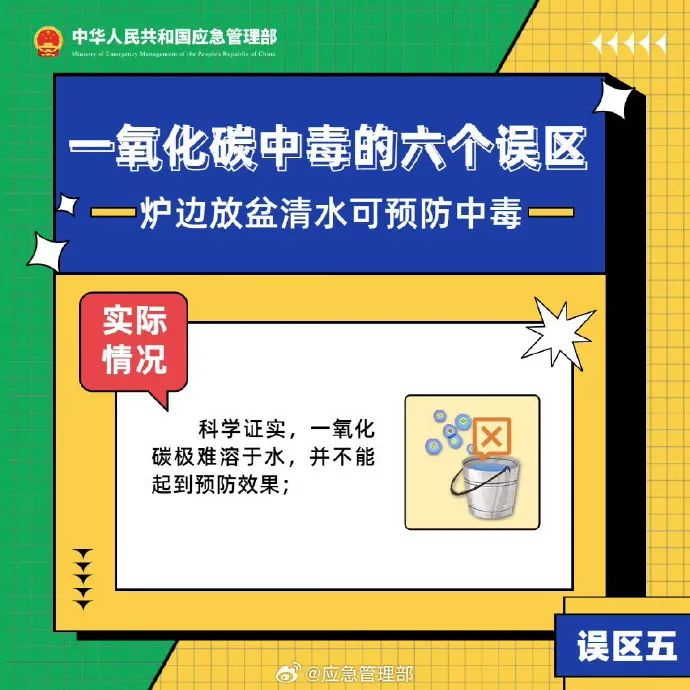 中华人民共和国应急管理部
Ministry of Emergency Management of the People's Republic of China
一氧化碳中毒的六个误区
炉边放盆清水可预防中毒
实际
情况
科学证实，一氧化
碳极难溶于水，并不能
起到预防效果；
误区五
@应急管理部